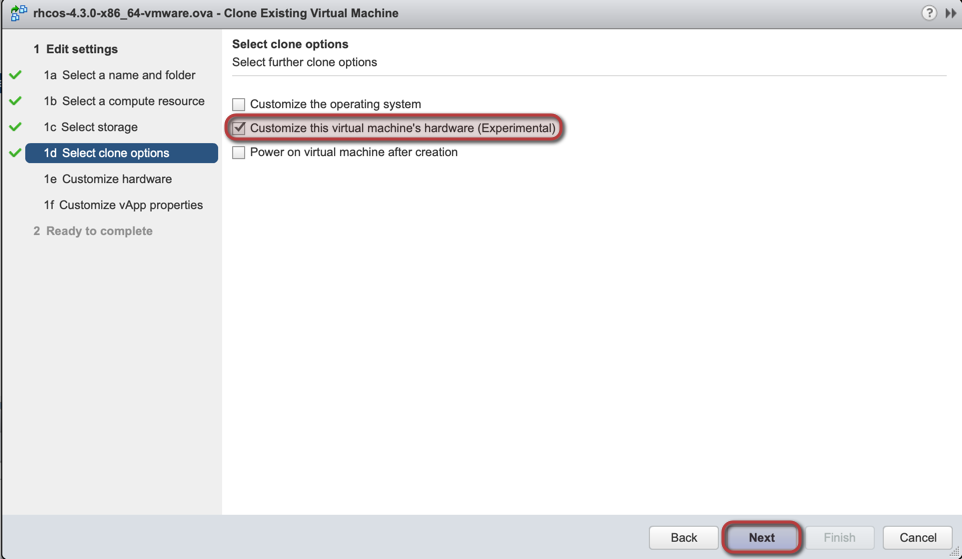 rhcos-4.3.0-x86_64-vmware.ova - Clone Existing Virtual Machine
?
1 Edit settings
1a Select a name and folder
1b Select a compute resource
1c Select storage
1d Select clone options
1e Customize hardware
1f Customize vApp properties
2 Ready to complete
Select clone options
Select further clone options
Customize the operating system
Customize this virtual machine's hardware (Experimental)
Power on virtual machine after creation
Back
Next
Finish
Cancel